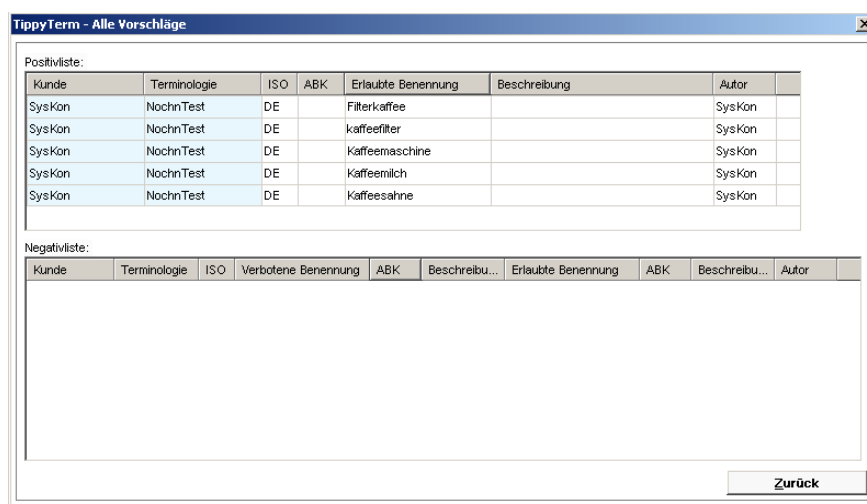 TippyTerm - Alle Vorschläge
Positivliste:
Kunde Terminologie ISO ABK Erlaubte Benennung Beschreibung Autor
SysKon NochnTest DE Filterkaffee SysKon
SysKon NochnTest DE kaffeefilter SysKon
SysKon NochnTest DE Kaffeemaschine SysKon
SysKon NochnTest DE Kaffeemilch SysKon
SysKon NochnTest DE Kaffeesahne SysKon
Negativliste:
Kunde Terminologie ISO Verbotene Benennung ABK Beschreibu... Erlaubte Benennung ABK Beschreibu... Autor
Zurück